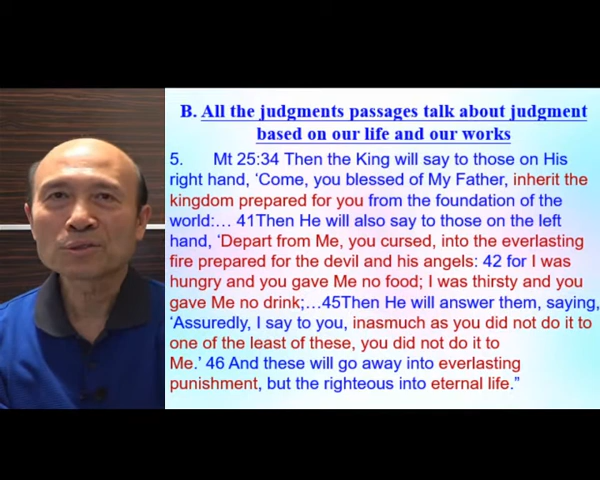 B. All the judgments passages talk about judgment
based on our life and our works
5. Mt 25:34 Then the King will say to those on His
right hand, ‘Come, you blessed of My Father, inherit the
kingdom prepared for you from the foundation of the
world:… 41Then He will also say to those on the left
hand, ‘Depart from Me, you cursed, into the everlasting
fire prepared for the devil and his angels: 42 for I was
hungry and you gave Me no food; I was thirsty and you
gave Me no drink;…45Then He will answer them, saying,
‘Assuredly, I say to you, inasmuch as you did not do it to
one of the least of these, you did not do it to
Me.’ 46 And these will go away into everlasting
punishment, but the righteous into eternal life.”